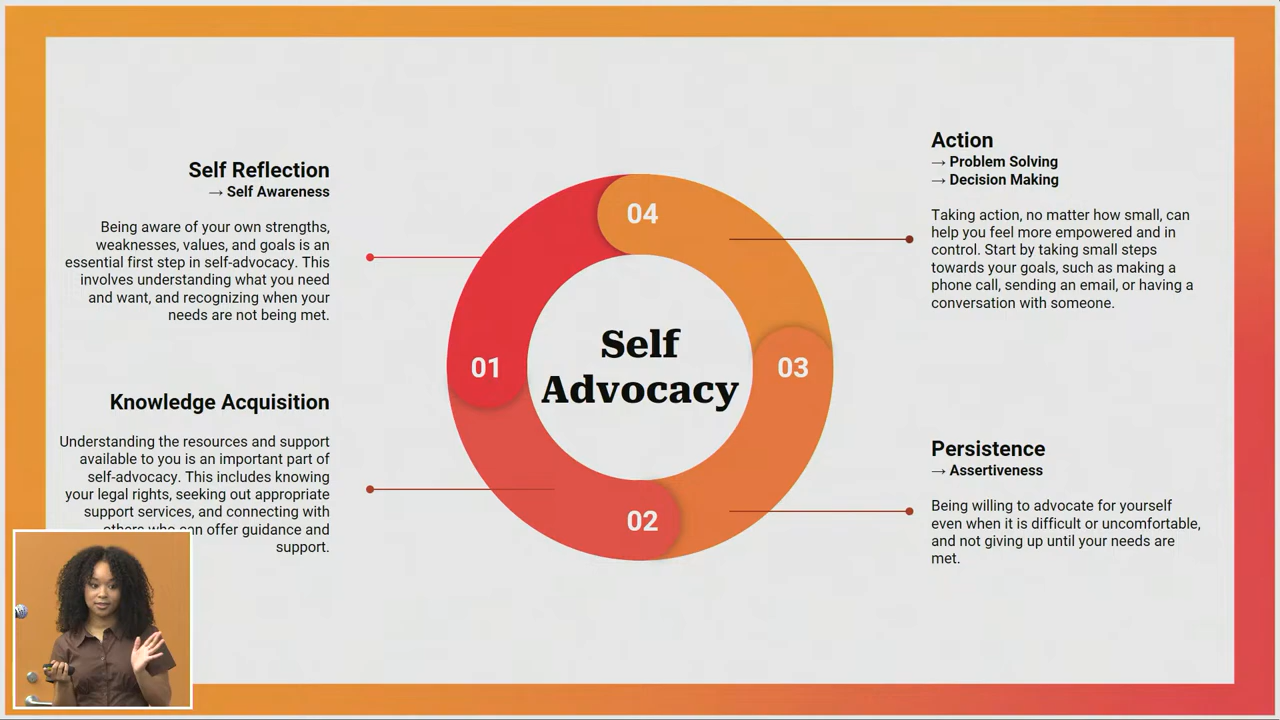 Self Reflection
→ Self Awareness
Being aware of your own strengths,
weaknesses, values, and goals is an
essential first step in self-advocacy. This
involves understanding what you need
and want, and recognizing when your
needs are not being met.
Knowledge Acquisition
Understanding the resources and support
available to you is an important part of
self-advocacy. This includes knowing
your legal rights, seeking out appropriate
support services, and connecting with
others who can offer guidance and
support.
04
01
Self
Advocacy
03
02
Action
→ Problem Solving
→ Decision Making
Taking action, no matter how small, can
help you feel more empowered and in
control. Start by taking small steps
towards your goals, such as making a
phone call, sending an email, or having a
conversation with someone.
Persistence
→ Assertiveness
Being willing to advocate for yourself
even when it is difficult or uncomfortable,
and not giving up until your needs are
met.